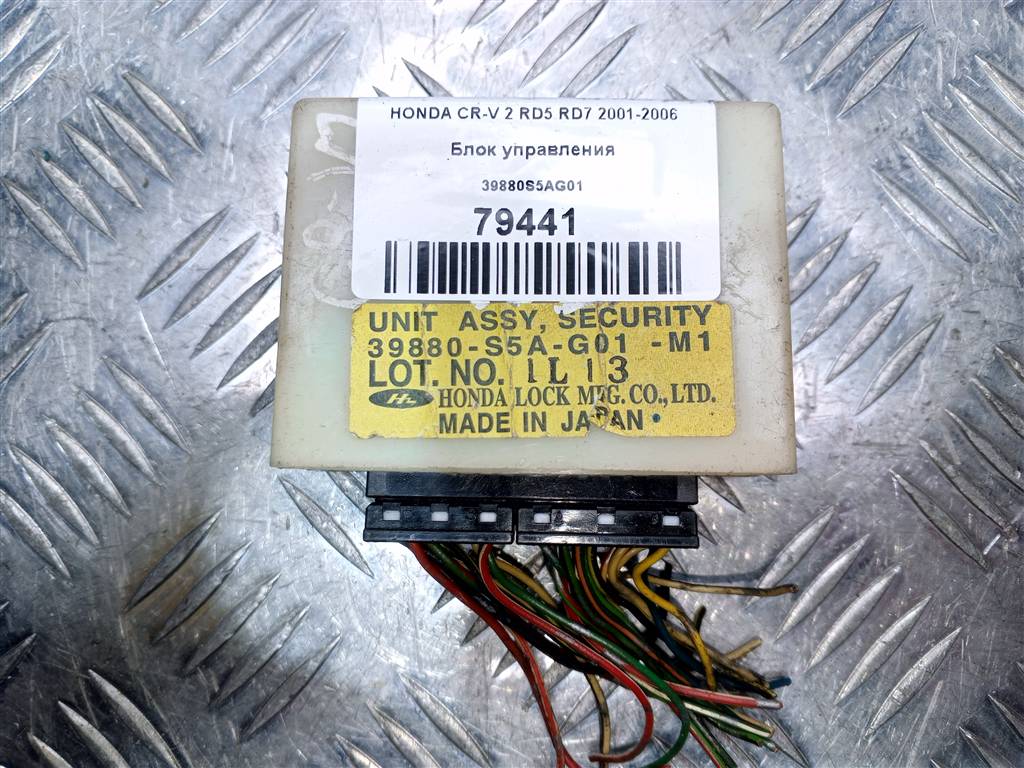 HONDA CR-V 2 RD5 RD7 2001-2006
Блок управления
39880S5AG01
79441
UNIT ASSY, SECURITY
39880-S5A-G01 -M1
LOT. NO. 1L13
HL HONDA LOCK MFG. CO., LTD.
MADE IN JAPAN